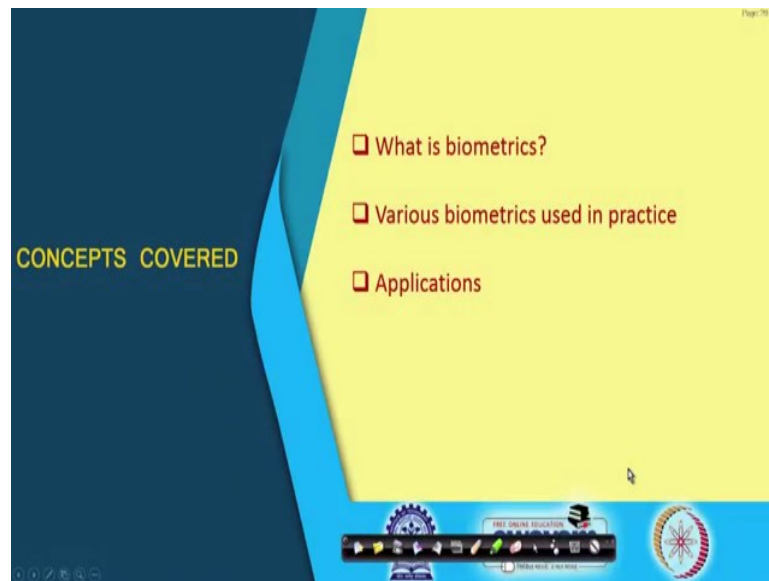 CONCEPTS COVERED
What is biometrics?
Various biometrics used in practice
Applications
FREE ONLINE EDUCATION